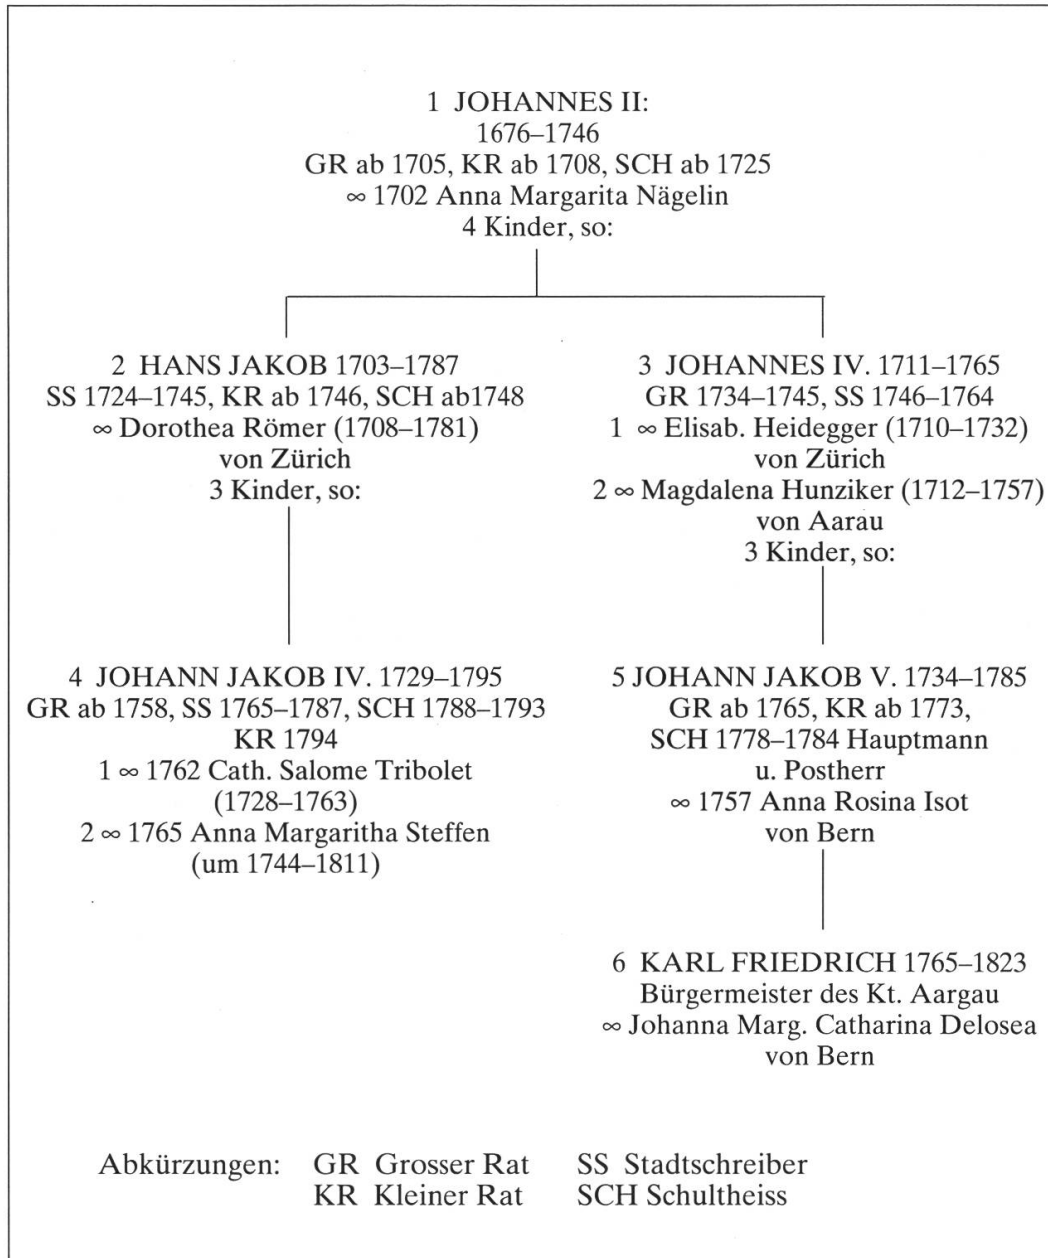 1 JOHANNES II:
1676–1746
GR ab 1705, KR ab 1708, SCH ab 1725
∞ 1702 Anna Margarita Nägelin
4 Kinder, so:
2 HANS JAKOB 1703–1787
SS 1724–1745, KR ab 1746, SCH ab1748
∞ Dorothea Römer (1708–1781)
von Zürich
3 Kinder, so:
3 JOHANNES IV. 1711–1765
GR 1734–1745, SS 1746–1764
1 ∞ Elisab. Heidegger (1710–1732)
von Zürich
2 ∞ Magdalena Hunziker (1712–1757)
von Aarau
3 Kinder, so:
4 JOHANN JAKOB IV. 1729–1795
GR ab 1758, SS 1765–1787, SCH 1788–1793
KR 1794
1 ∞ 1762 Cath. Salome Tribolet
(1728–1763)
2 ∞ 1765 Anna Margaritha Steffen
(um 1744–1811)
5 JOHANN JAKOB V. 1734–1785
GR ab 1765, KR ab 1773,
SCH 1778–1784 Hauptmann
u. Postherr
∞ 1757 Anna Rosina Isot
von Bern
6 KARL FRIEDRICH 1765–1823
Bürgermeister des Kt. Aargau
∞ Johanna Marg. Catharina Delosea
von Bern
Abkürzungen: GR Grosser Rat SS Stadtschreiber
KR Kleiner Rat SCH Schultheiss